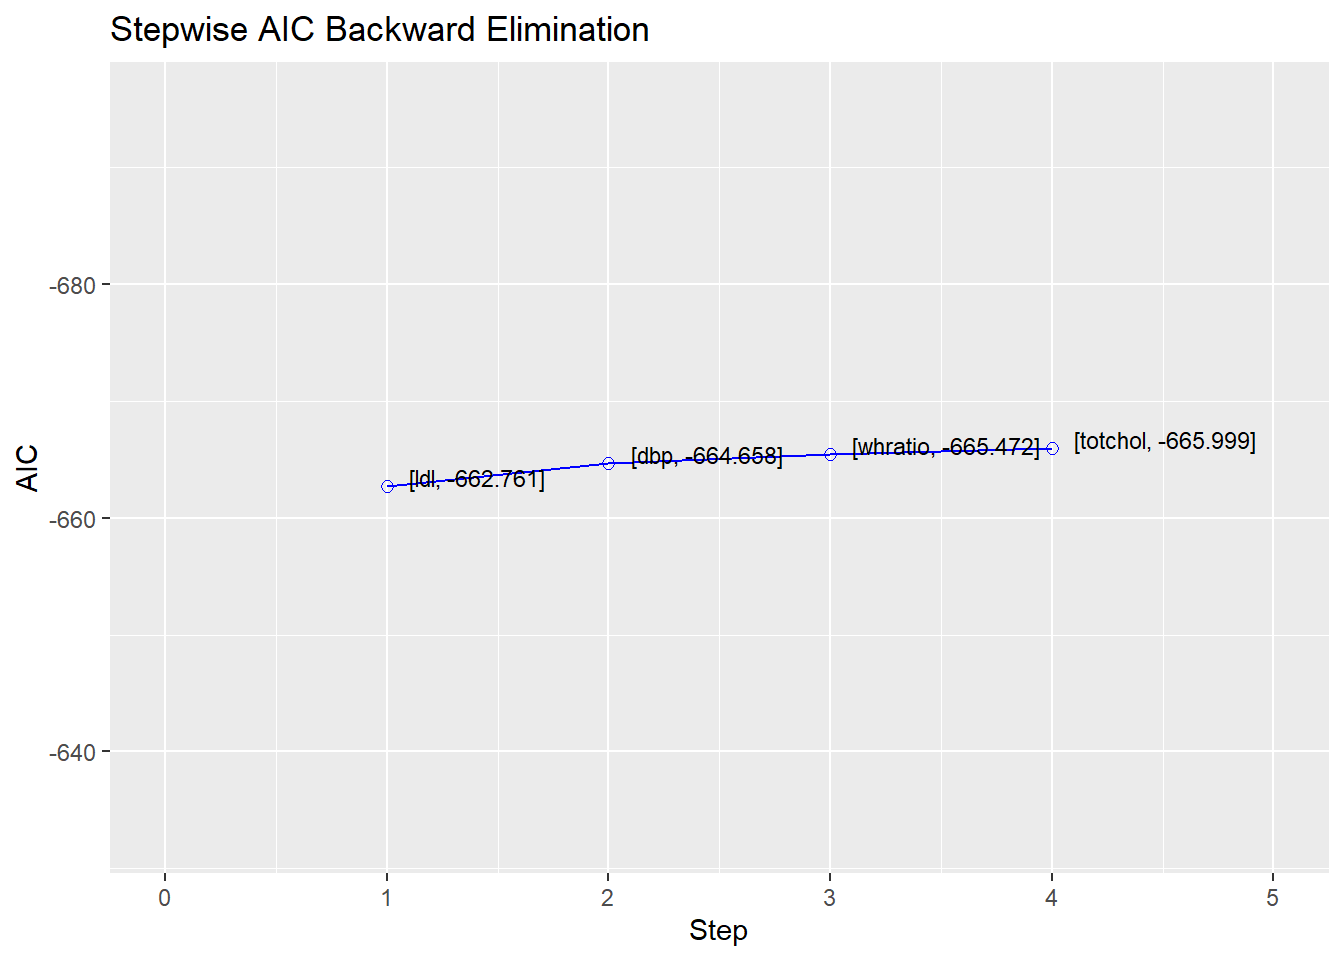 Stepwise AIC Backward Elimination
AIC
-680
-660
-640
[ldl, -662.761]
[dbp, -664.658]
[whratio, -665.472]
[totchol, -665.999]
0 1 2 3 4 5
Step